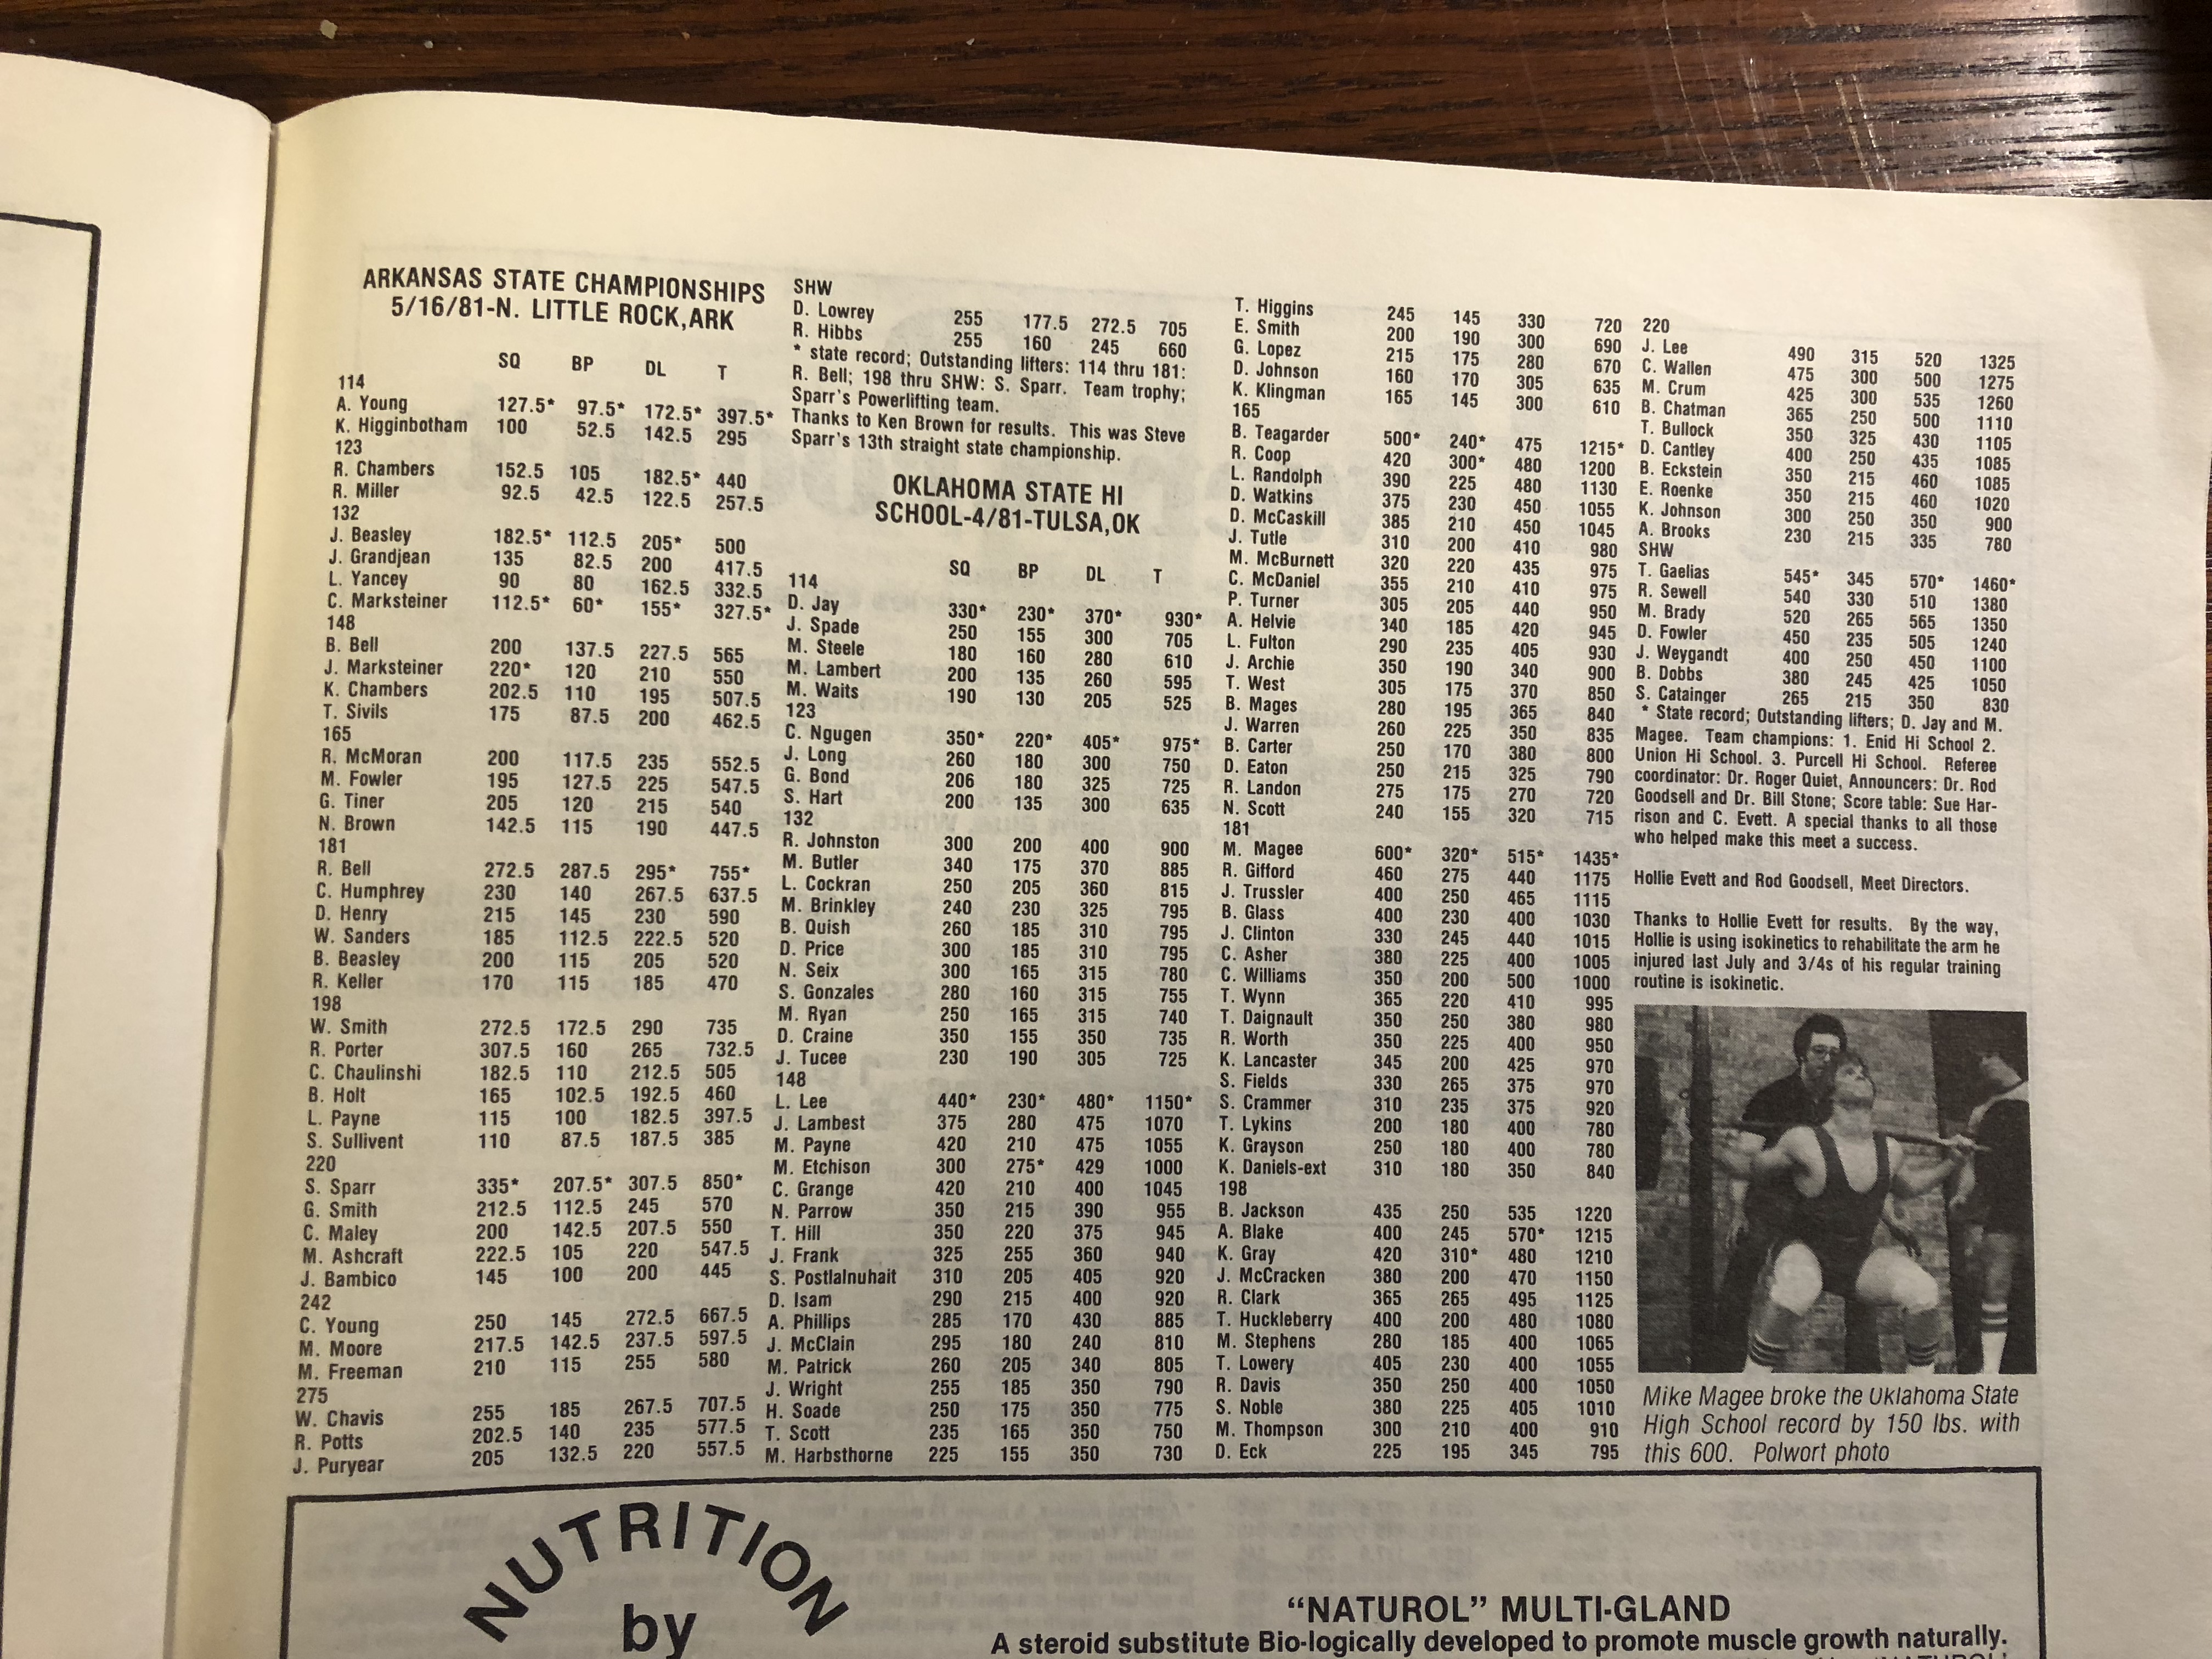 ARKANSAS STATE CHAMPIONSHIPS
5/16/81-N. LITTLE ROCK,ARK
SQ BP DL T
114
A. Young 127.5* 97.5* 172.5* 397.5*
K. Higginbotham 100 52.5 142.5 295
123
R. Chambers 152.5 105 182.5* 440
R. Miller 92.5 42.5 122.5 257.5
132
J. Beasley 182.5* 112.5 205* 500
J. Grandjean 135 82.5 200 417.5
L. Yancey 90 80 162.5 332.5
C. Marksteiner 112.5* 60* 155* 327.5*
148
B. Bell 200 137.5 227.5 565
J. Marksteiner 220* 120 210 550
K. Chambers 202.5 110 195 507.5
T. Sivils 175 87.5 200 462.5
165
R. McMoran 200 117.5 235 552.5
M. Fowler 195 127.5 225 547.5
G. Tiner 205 120 215 540
N. Brown 142.5 115 190 447.5
181
R. Bell 272.5 287.5 295* 755*
C. Humphrey 230 140 267.5 637.5
D. Henry 215 145 230 590
W. Sanders 185 112.5 222.5 520
B. Beasley 200 115 205 520
R. Keller 170 115 185 470
198
W. Smith 272.5 172.5 290 735
R. Porter 307.5 160 265 732.5
C. Chaulinshi 182.5 110 212.5 505
B. Holt 165 102.5 192.5 460
L. Payne 115 100 182.5 397.5
S. Sullivent 110 87.5 187.5 385
220
S. Sparr 335* 207.5* 307.5 850*
G. Smith 212.5 112.5 245 570
C. Maley 200 142.5 207.5 550
M. Ashcraft 222.5 105 220 547.5
J. Bambico 145 100 200 445
242
C. Young 250 145 272.5 667.5
M. Moore 217.5 142.5 237.5 597.5
M. Freeman 210 115 255 580
275
W. Chavis 255 185 267.5 707.5
R. Potts 202.5 140 235 577.5
J. Puryear 205 132.5 220 557.5
SHW
D. Lowrey 255 177.5 272.5 705
R. Hibbs 255 160 245 660
* state record; Outstanding lifters: 114 thru 181:
R. Bell; 198 thru SHW: S. Sparr. Team trophy;
Sparr's Powerlifting team.
Thanks to Ken Brown for results. This was Steve
Sparr's 13th straight state championship.
OKLAHOMA STATE HI
SCHOOL-4/81-TULSA,OK
SQ BP DL T
114
D. Jay 330* 230* 370* 930*
J. Spade 250 155 300 705
M. Steele 180 160 280 610
M. Lambert 200 135 260 595
M. Waits 190 130 205 525
123
C. Ngugen 350* 220* 405* 975*
J. Long 260 180 300 750
G. Bond 206 180 325 725
S. Hart 200 135 300 635
132
R. Johnston 300 200 400 900
M. Butler 340 175 370 885
L. Cockran 250 205 360 815
M. Brinkley 240 230 325 795
B. Quish 260 185 310 795
D. Price 300 185 310 795
N. Seix 300 165 315 780
S. Gonzales 280 160 315 755
M. Ryan 250 165 315 740
D. Craine 350 155 350 735
J. Tucee 230 190 305 725
148
L. Lee 440* 230* 480* 1150*
J. Lambest 375 280 475 1070
M. Payne 420 210 475 1055
M. Etchison 300 275* 429 1000
C. Grange 420 210 400 1045
N. Parrow 350 215 390 955
T. Hill 350 220 375 945
J. Frank 325 255 360 940
S. Postlalnuhait 310 205 405 920
D. Isam 290 215 400 920
A. Phillips 285 170 430 885
J. McClain 295 180 240 810
M. Patrick 260 205 340 805
J. Wright 255 185 350 790
H. Soade 250 175 350 775
T. Scott 235 165 350 750
M. Harbsthorne 225 155 350 730
T. Higgins 245 145 330 720
E. Smith 200 190 300 690
G. Lopez 215 175 280 670
D. Johnson 160 170 305 635
K. Klingman 165 145 300 610
165
B. Teagarder 500* 240* 475 1215*
R. Coop 420 300* 480 1200
L. Randolph 390 225 480 1130
D. Watkins 375 230 450 1055
D. McCaskill 385 210 450 1045
J. Tutle 310 200 410 980
M. McBurnett 320 220 435 975
C. McDaniel 355 210 410 975
P. Turner 305 205 440 950
A. Helvie 340 185 420 945
L. Fulton 290 235 405 930
J. Archie 350 190 340 900
T. West 305 175 370 850
B. Mages 280 195 365 840
J. Warren 260 225 350 835
B. Carter 250 170 380 800
D. Eaton 250 215 325 790
R. Landon 275 175 270 720
N. Scott 240 155 320 715
181
M. Magee 600* 320* 515* 1435*
R. Gifford 460 275 440 1175
J. Trussler 400 250 465 1115
B. Glass 400 230 400 1030
J. Clinton 330 245 440 1015
C. Asher 380 225 400 1005
C. Williams 350 200 500 1000
T. Wynn 365 220 410 995
T. Daignault 350 250 380 980
R. Worth 350 225 400 950
K. Lancaster 345 200 425 970
S. Fields 330 265 375 970
S. Crammer 310 235 375 920
T. Lykins 200 180 400 780
K. Grayson 250 180 400 780
K. Daniels-ext 310 180 350 840
198
B. Jackson 435 250 535 1220
A. Blake 400 245 570* 1215
K. Gray 420 310* 480 1210
J. McCracken 380 200 470 1150
R. Clark 365 265 495 1125
T. Huckleberry 400 200 480 1080
M. Stephens 280 185 400 1065
T. Lowery 405 230 400 1055
R. Davis 350 250 400 1050
S. Noble 380 225 405 1010
M. Thompson 300 210 400 910
D. Eck 225 195 345 795
220
J. Lee 490 315 520 1325
C. Wallen 475 300 500 1275
M. Crum 425 300 535 1260
B. Chatman 365 250 500 1110
T. Bullock 350 325 430 1105
D. Cantley 400 250 435 1085
B. Eckstein 350 215 460 1085
E. Roenke 350 215 460 1020
K. Johnson 300 250 350 900
A. Brooks 230 215 335 780
SHW
T. Gaelias 545* 345 570* 1460*
R. Sewell 540 330 510 1380
M. Brady 520 265 565 1350
D. Fowler 450 235 505 1240
J. Weygandt 400 250 450 1100
B. Dobbs 380 245 425 1050
S. Catainger 265 215 350 830
* State record; Outstanding lifters; D. Jay and M.
Magee. Team champions: 1. Enid Hi School 2.
Union Hi School. 3. Purcell Hi School. Referee
coordinator: Dr. Roger Quiet, Announcers: Dr. Rod
Goodsell and Dr. Bill Stone; Score table: Sue Har-
rison and C. Evett. A special thanks to all those
who helped make this meet a success.
Hollie Evett and Rod Goodsell, Meet Directors.
Thanks to Hollie Evett for results. By the way,
Hollie is using isokinetics to rehabilitate the arm he
injured last July and 3/4s of his regular training
routine is isokinetic.
Mike Magee broke the Oklahoma State
High School record by 150 lbs. with
this 600. Polwort photo
NUTRITION
by
"NATUROL" MULTI-GLAND
A steroid substitute Bio-logically developed to promote muscle growth naturally.